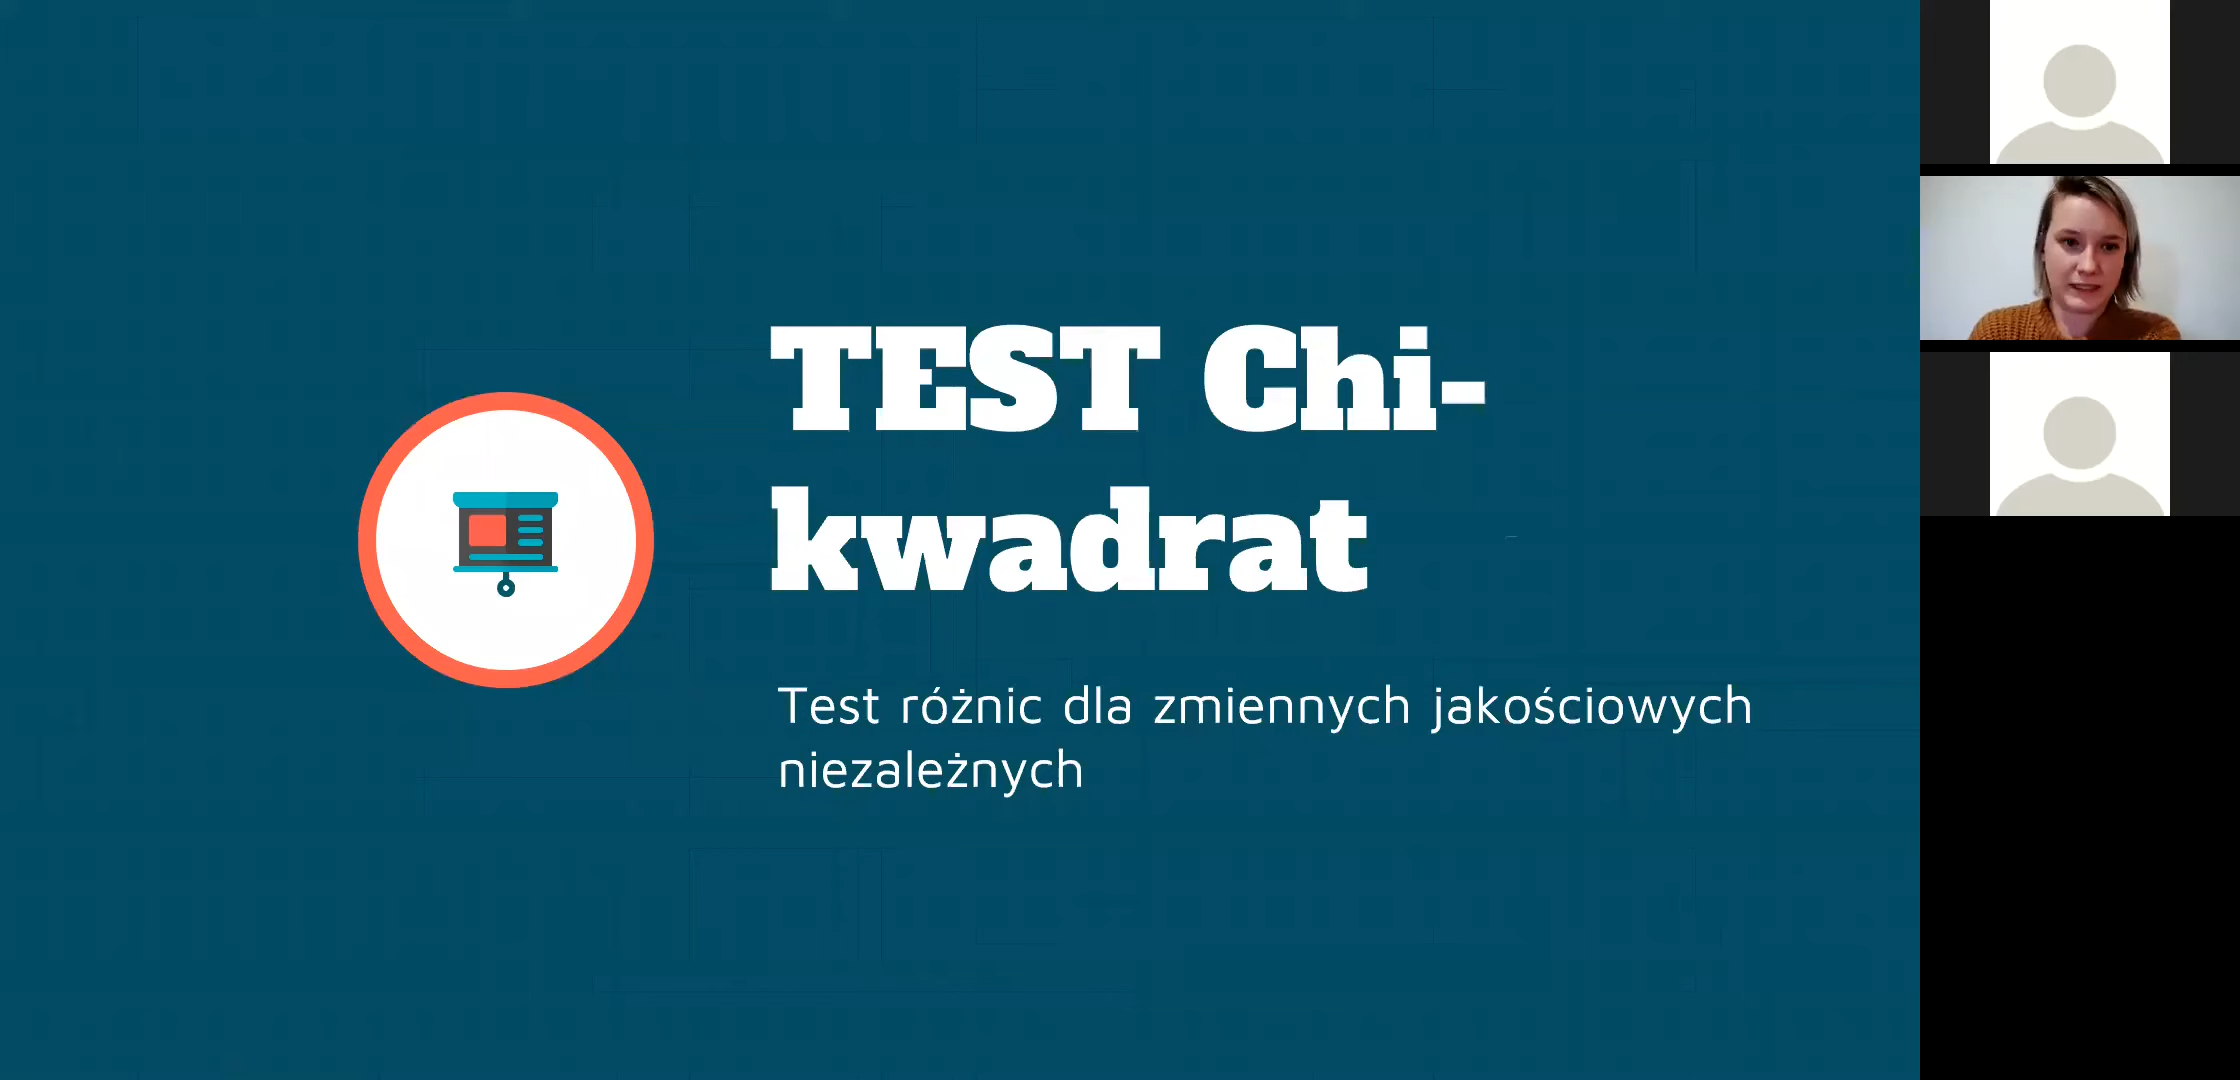 TEST Chi-
kwadrat
Test różnic dla zmiennych jakościowych
niezależnych